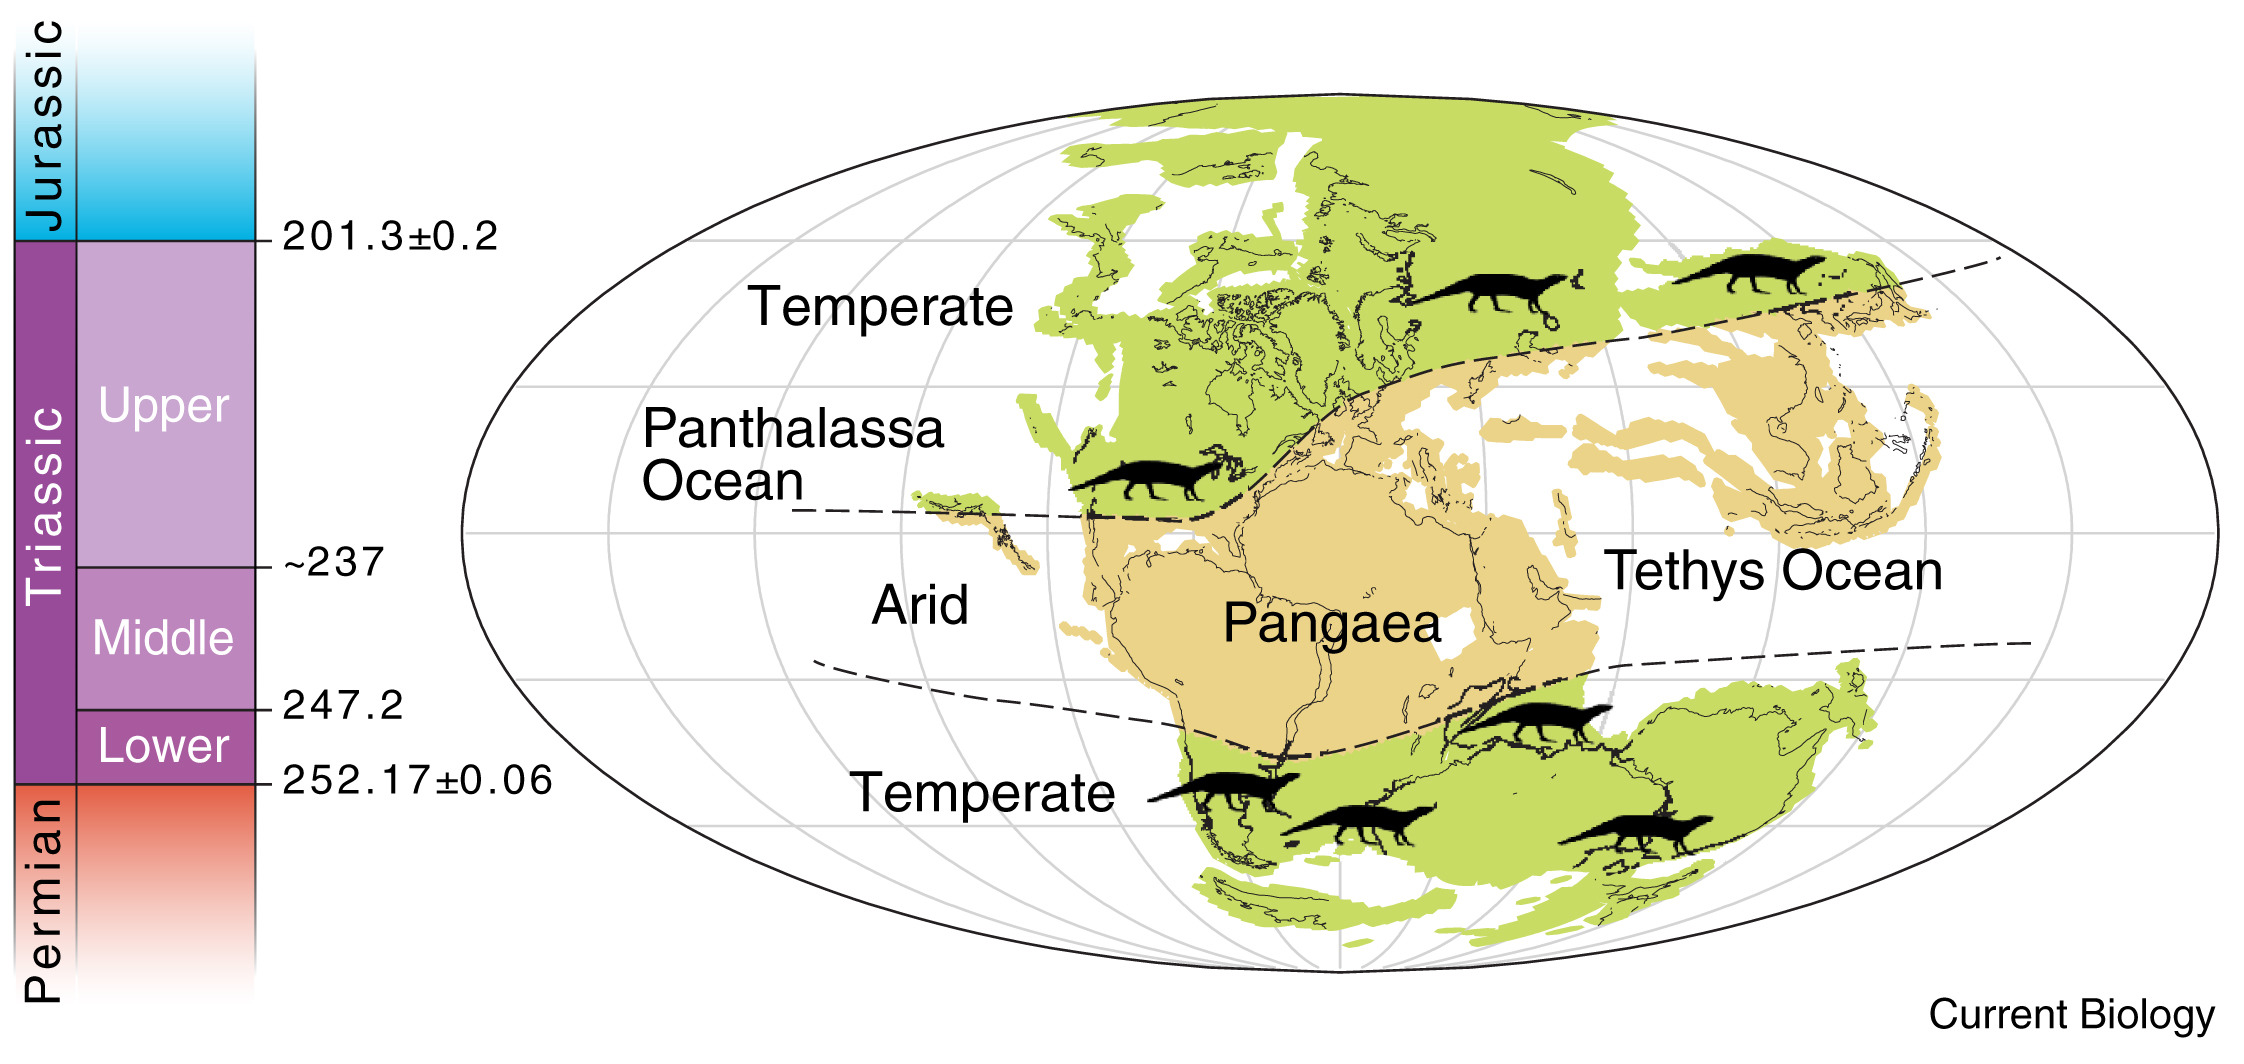 Jurassic
Triassic
Permian
Upper
Middle
Lower
201.3±0.2
~237
247.2
252.17±0.06
Temperate
Panthalassa
Ocean
Arid
Pangaea
Tethys Ocean
Temperate
Current Biology